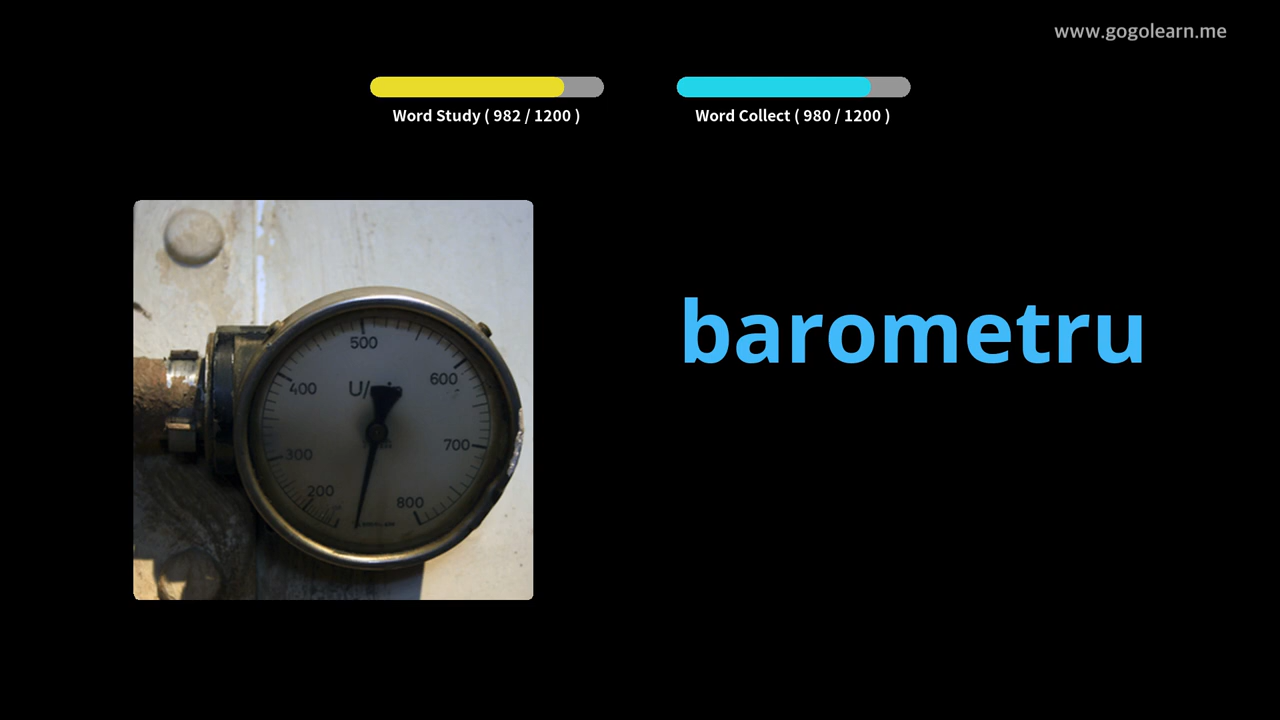 www.gogolearn.me
Word Study ( 982 / 1200 )
Word Collect ( 980 / 1200 )
barometru
500
400
600
U/min
300
700
200
800